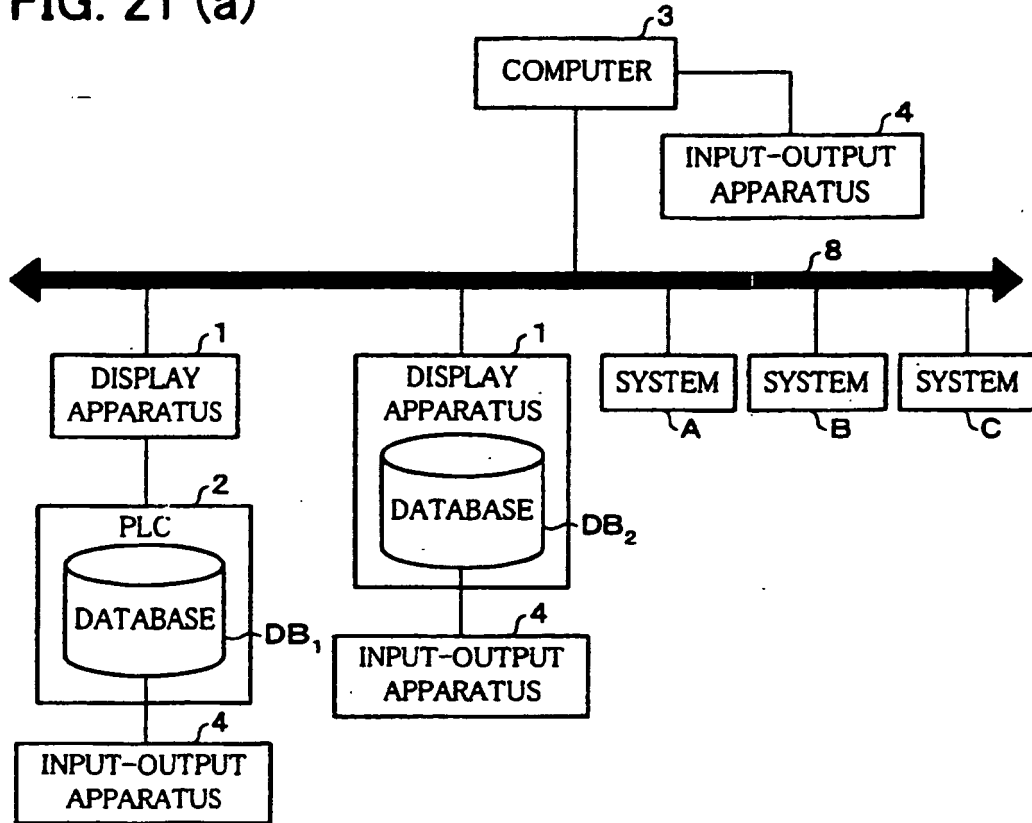 FIG. 21 (a)
3
COMPUTER
4
INPUT-OUTPUT
APPARATUS
8
1
DISPLAY
APPARATUS
1
DISPLAY
APPARATUS
SYSTEM
SYSTEM
SYSTEM
A
B
C
2
PLC
DATABASE
DB₁
DATABASE
DB₂
4
INPUT-OUTPUT
APPARATUS
4
INPUT-OUTPUT
APPARATUS